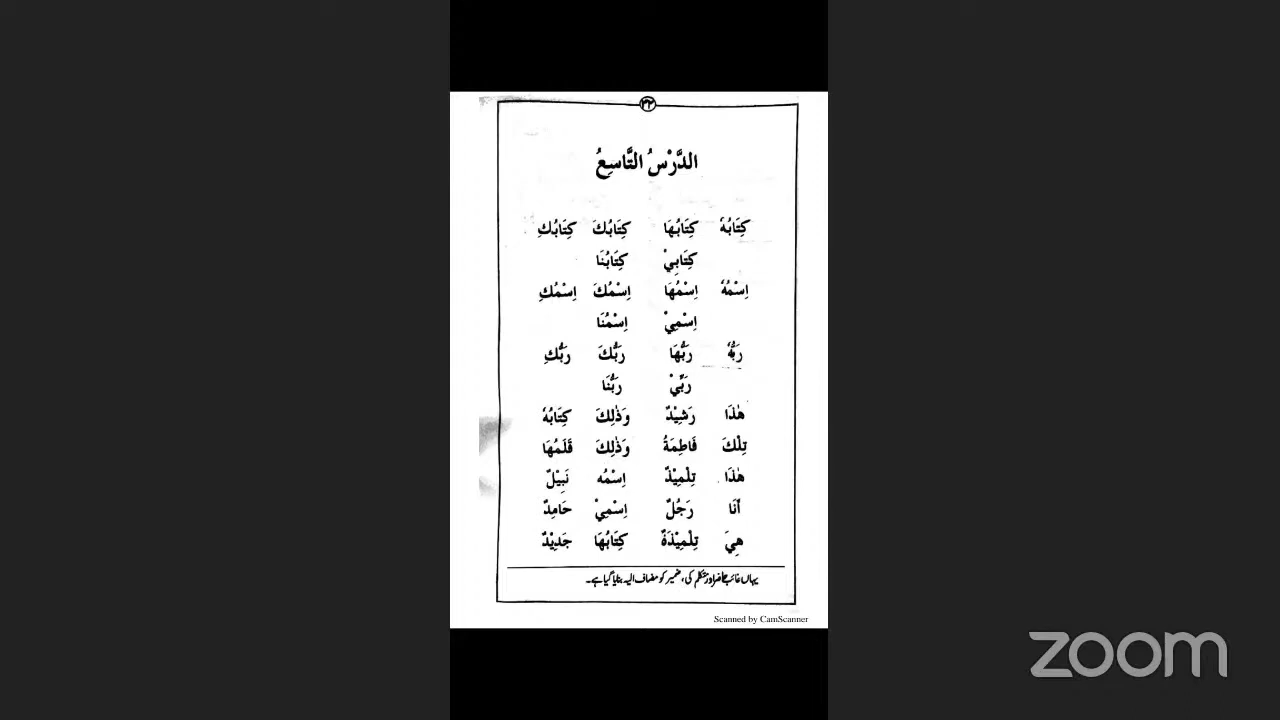 ۳۲
الدَّرْسُ التَّاسِعُ
كِتَابُهٗ كِتَابُهَا كِتَابُكَ كِتَابُكِ
كِتَابِيْ كِتَابُنَا
اِسْمُهٗ اِسْمُهَا اِسْمُكَ اِسْمُكِ
اِسْمِيْ اِسْمُنَا
رَبُّهٗ رَبُّهَا رَبُّكَ رَبُّكِ
رَبِّيْ رَبُّنَا
هٰذَا رَشِيْدٌ وَذٰلِكَ كِتَابُهٗ
تِلْكَ فَاطِمَةُ وَذٰلِكَ قَلَمُهَا
هٰذَا تِلْمِيْذٌ اِسْمُه نَبِيْلٌ
أَنَا رَجُلٌ اِسْمِيْ حَامِدٌ
هِيَ تِلْمِيْذَةٌ كِتَابُهَا جَدِيْدٌ
یہاں غائب حاضر اور متکلم کی، ضمیر کو مضاف الیہ بنایا گیا ہے۔
Scanned by CamScanner
zoom